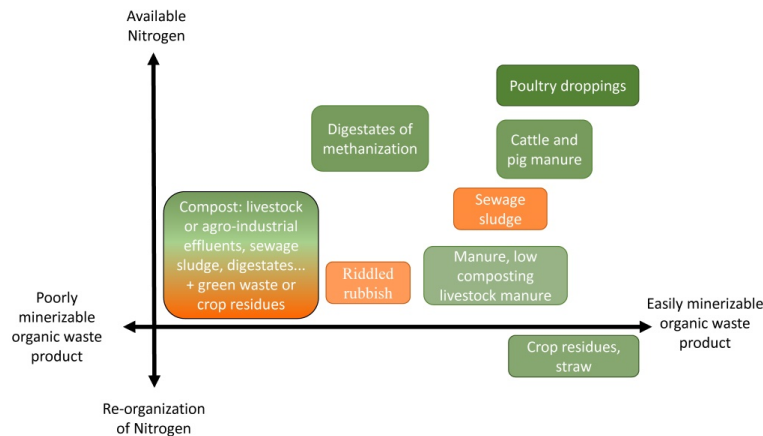 Available
Nitrogen
Poultry droppings
Digestates of
methanization
Cattle and
pig manure
Compost: livestock
or agro-industrial
effluents, sewage
sludge, digestates...
+ green waste or
crop residues
Sewage
sludge
Riddled
rubbish
Manure, low
composting
livestock manure
Poorly
minerizable
organic waste
product
Easily minerizable
organic waste
product
Crop residues,
straw
Re-organization
of Nitrogen